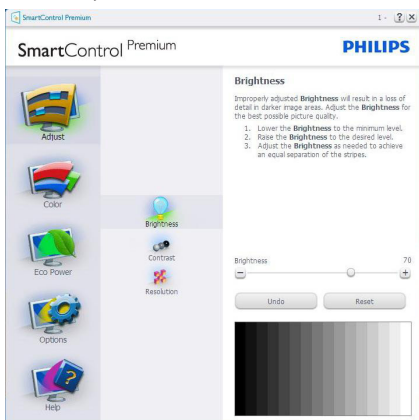 SmartControl Premium
1 -
?
×
SmartControl Premium
PHILIPS
Adjust
Color
Eco Power
Options
Help
Brightness
Contrast
Resolution
Brightness
Improperly adjusted Brightness will result in a loss of
detail in darker image areas. Adjust the Brightness for
the best possible picture quality.
1. Lower the Brightness to the minimum level.
2. Raise the Brightness to the desired level.
3. Adjust the Brightness as needed to achieve
an equal separation of the stripes.
Brightness 70
Undo Reset